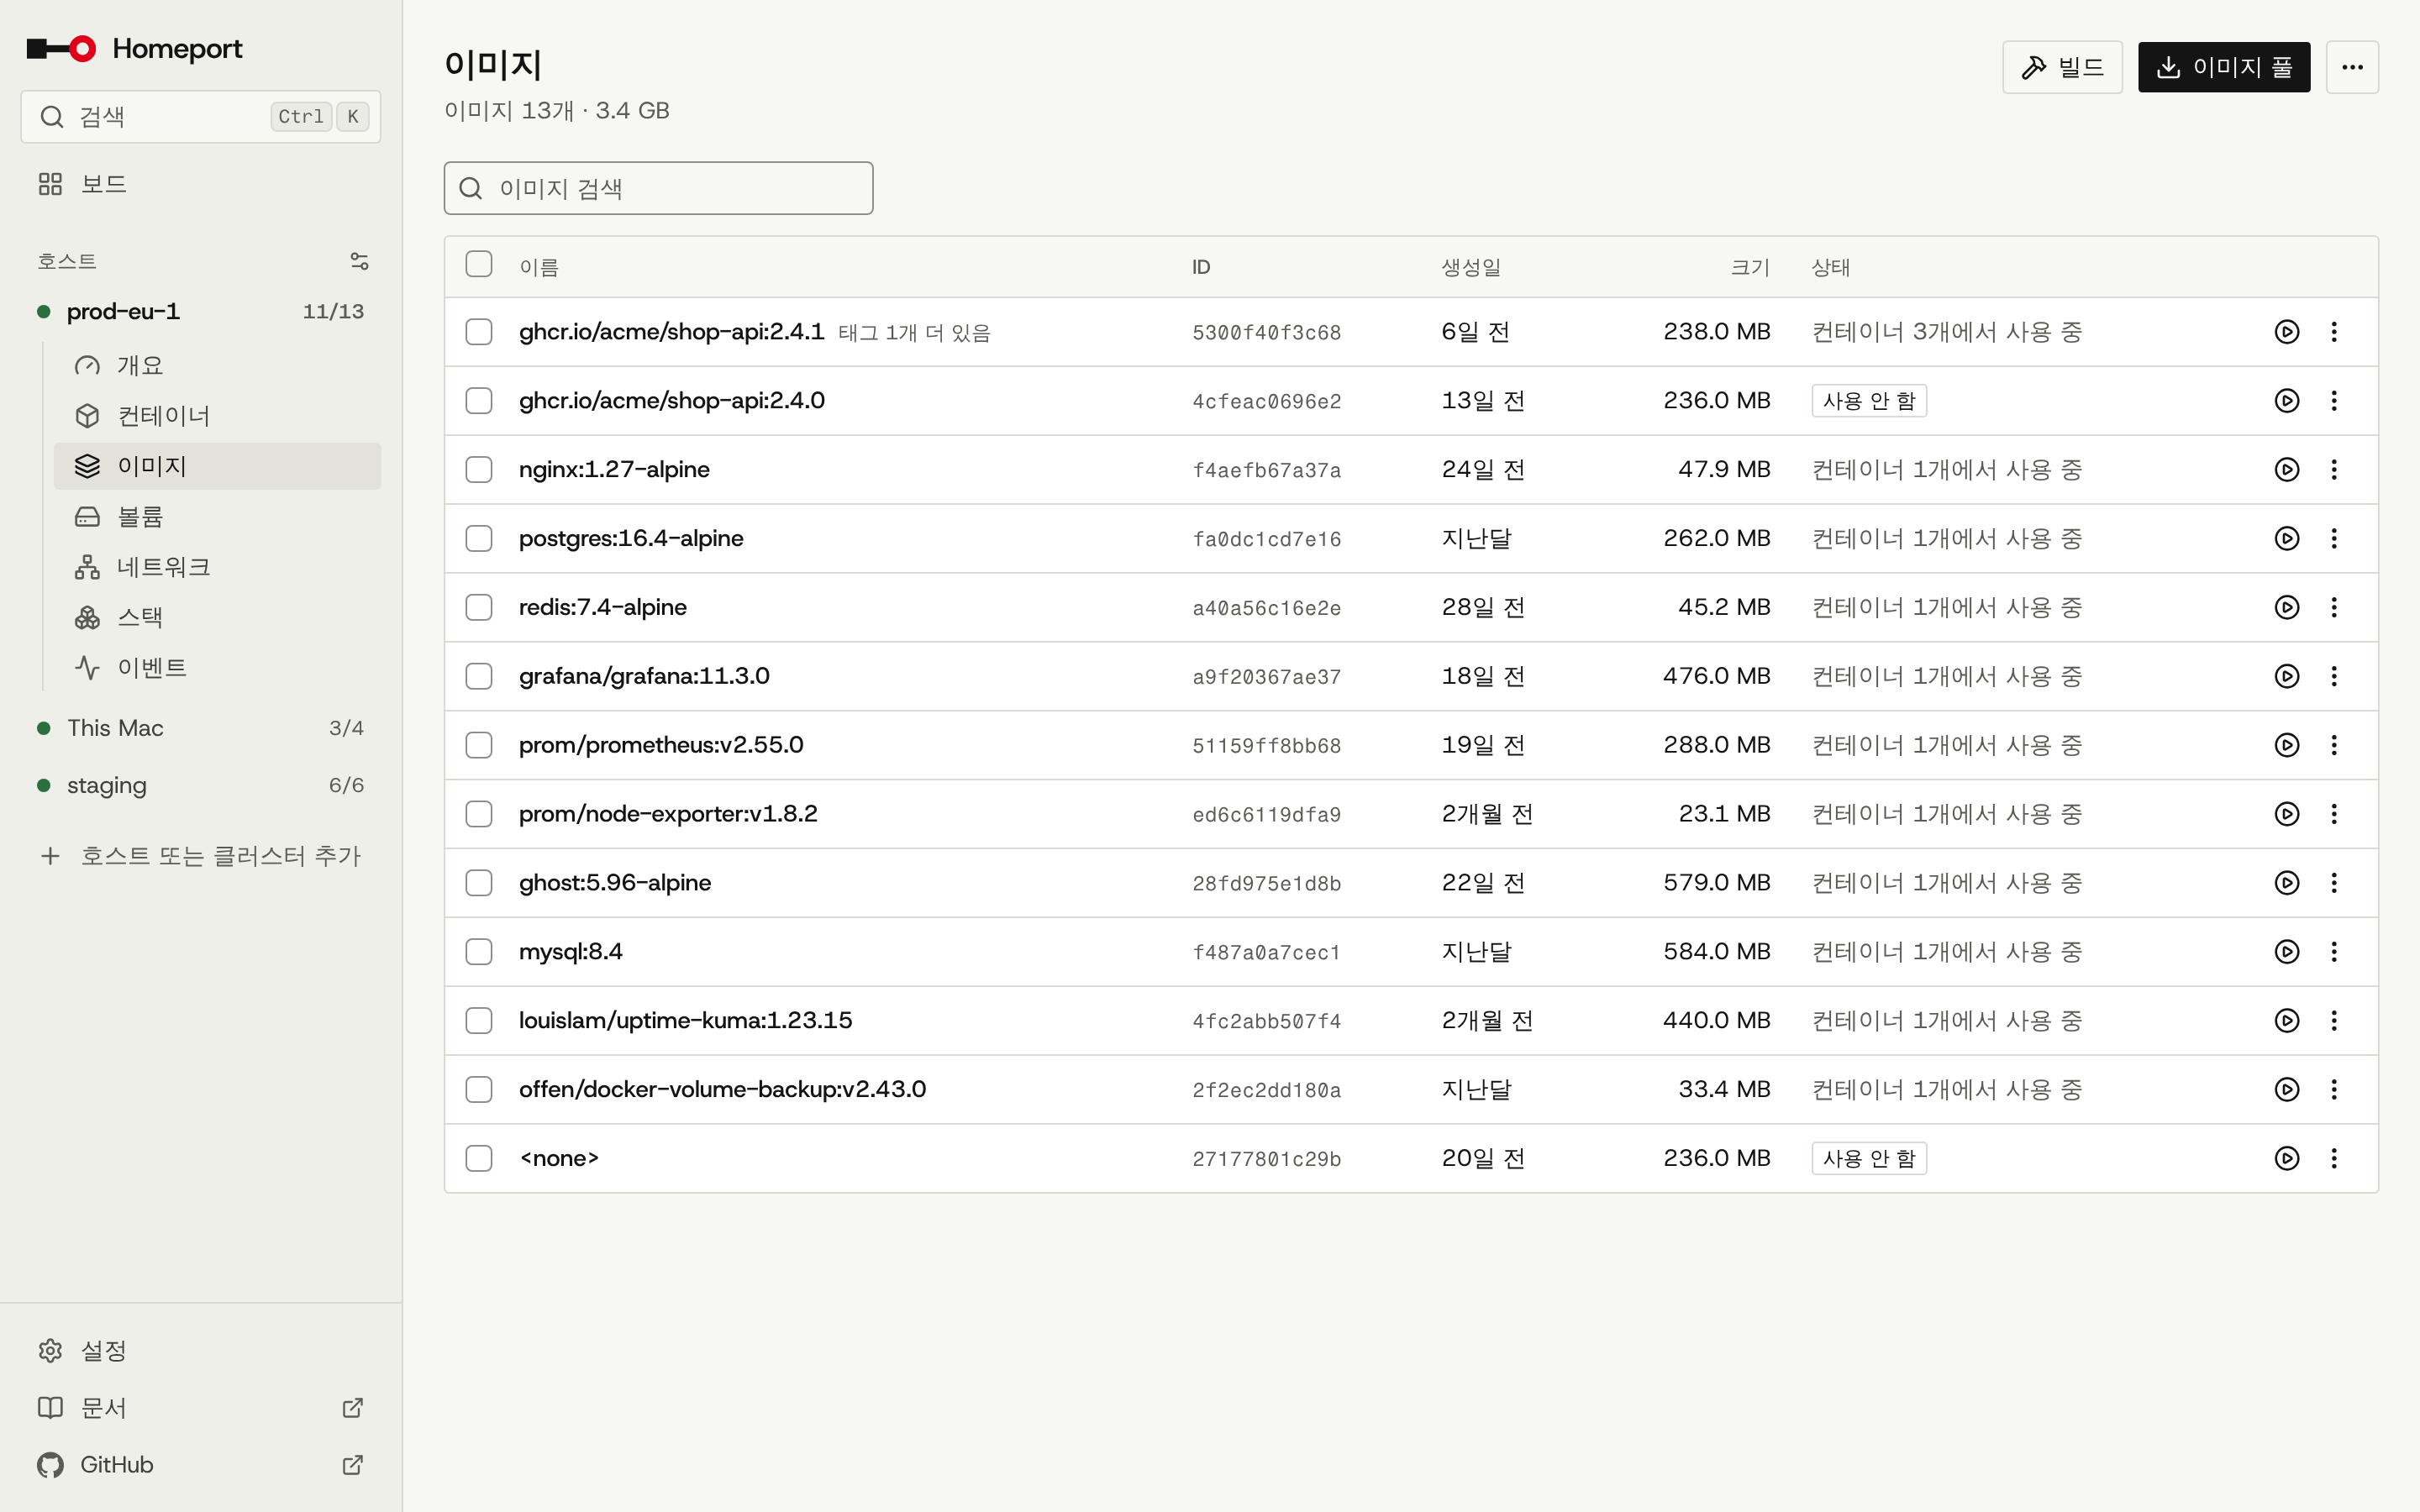 Homeport
검색 Ctrl K
보드
호스트
prod-eu-1 11/13
개요
컨테이너
이미지
볼륨
네트워크
스택
이벤트
This Mac 3/4
staging 6/6
호스트 또는 클러스터 추가
설정
문서
GitHub
이미지
이미지 13개 · 3.4 GB
빌드
이미지 풀
이미지 검색
이름 ID 생성일 크기 상태
ghcr.io/acme/shop-api:2.4.1 태그 1개 더 있음 5300f40f3c68 6일 전 238.0 MB 컨테이너 3개에서 사용 중
ghcr.io/acme/shop-api:2.4.0 4cfeac0696e2 13일 전 236.0 MB 사용 안 함
nginx:1.27-alpine f4aefb67a37a 24일 전 47.9 MB 컨테이너 1개에서 사용 중
postgres:16.4-alpine fa0dc1cd7e16 지난달 262.0 MB 컨테이너 1개에서 사용 중
redis:7.4-alpine a40a56c16e2e 28일 전 45.2 MB 컨테이너 1개에서 사용 중
grafana/grafana:11.3.0 a9f20367ae37 18일 전 476.0 MB 컨테이너 1개에서 사용 중
prom/prometheus:v2.55.0 51159ff8bb68 19일 전 288.0 MB 컨테이너 1개에서 사용 중
prom/node-exporter:v1.8.2 ed6c6119dfa9 2개월 전 23.1 MB 컨테이너 1개에서 사용 중
ghost:5.96-alpine 28fd975e1d8b 22일 전 579.0 MB 컨테이너 1개에서 사용 중
mysql:8.4 f487a0a7cec1 지난달 584.0 MB 컨테이너 1개에서 사용 중
louislam/uptime-kuma:1.23.15 4fc2abb507f4 2개월 전 440.0 MB 컨테이너 1개에서 사용 중
offen/docker-volume-backup:v2.43.0 2f2ec2dd180a 지난달 33.4 MB 컨테이너 1개에서 사용 중
<none> 27177801c29b 20일 전 236.0 MB 사용 안 함